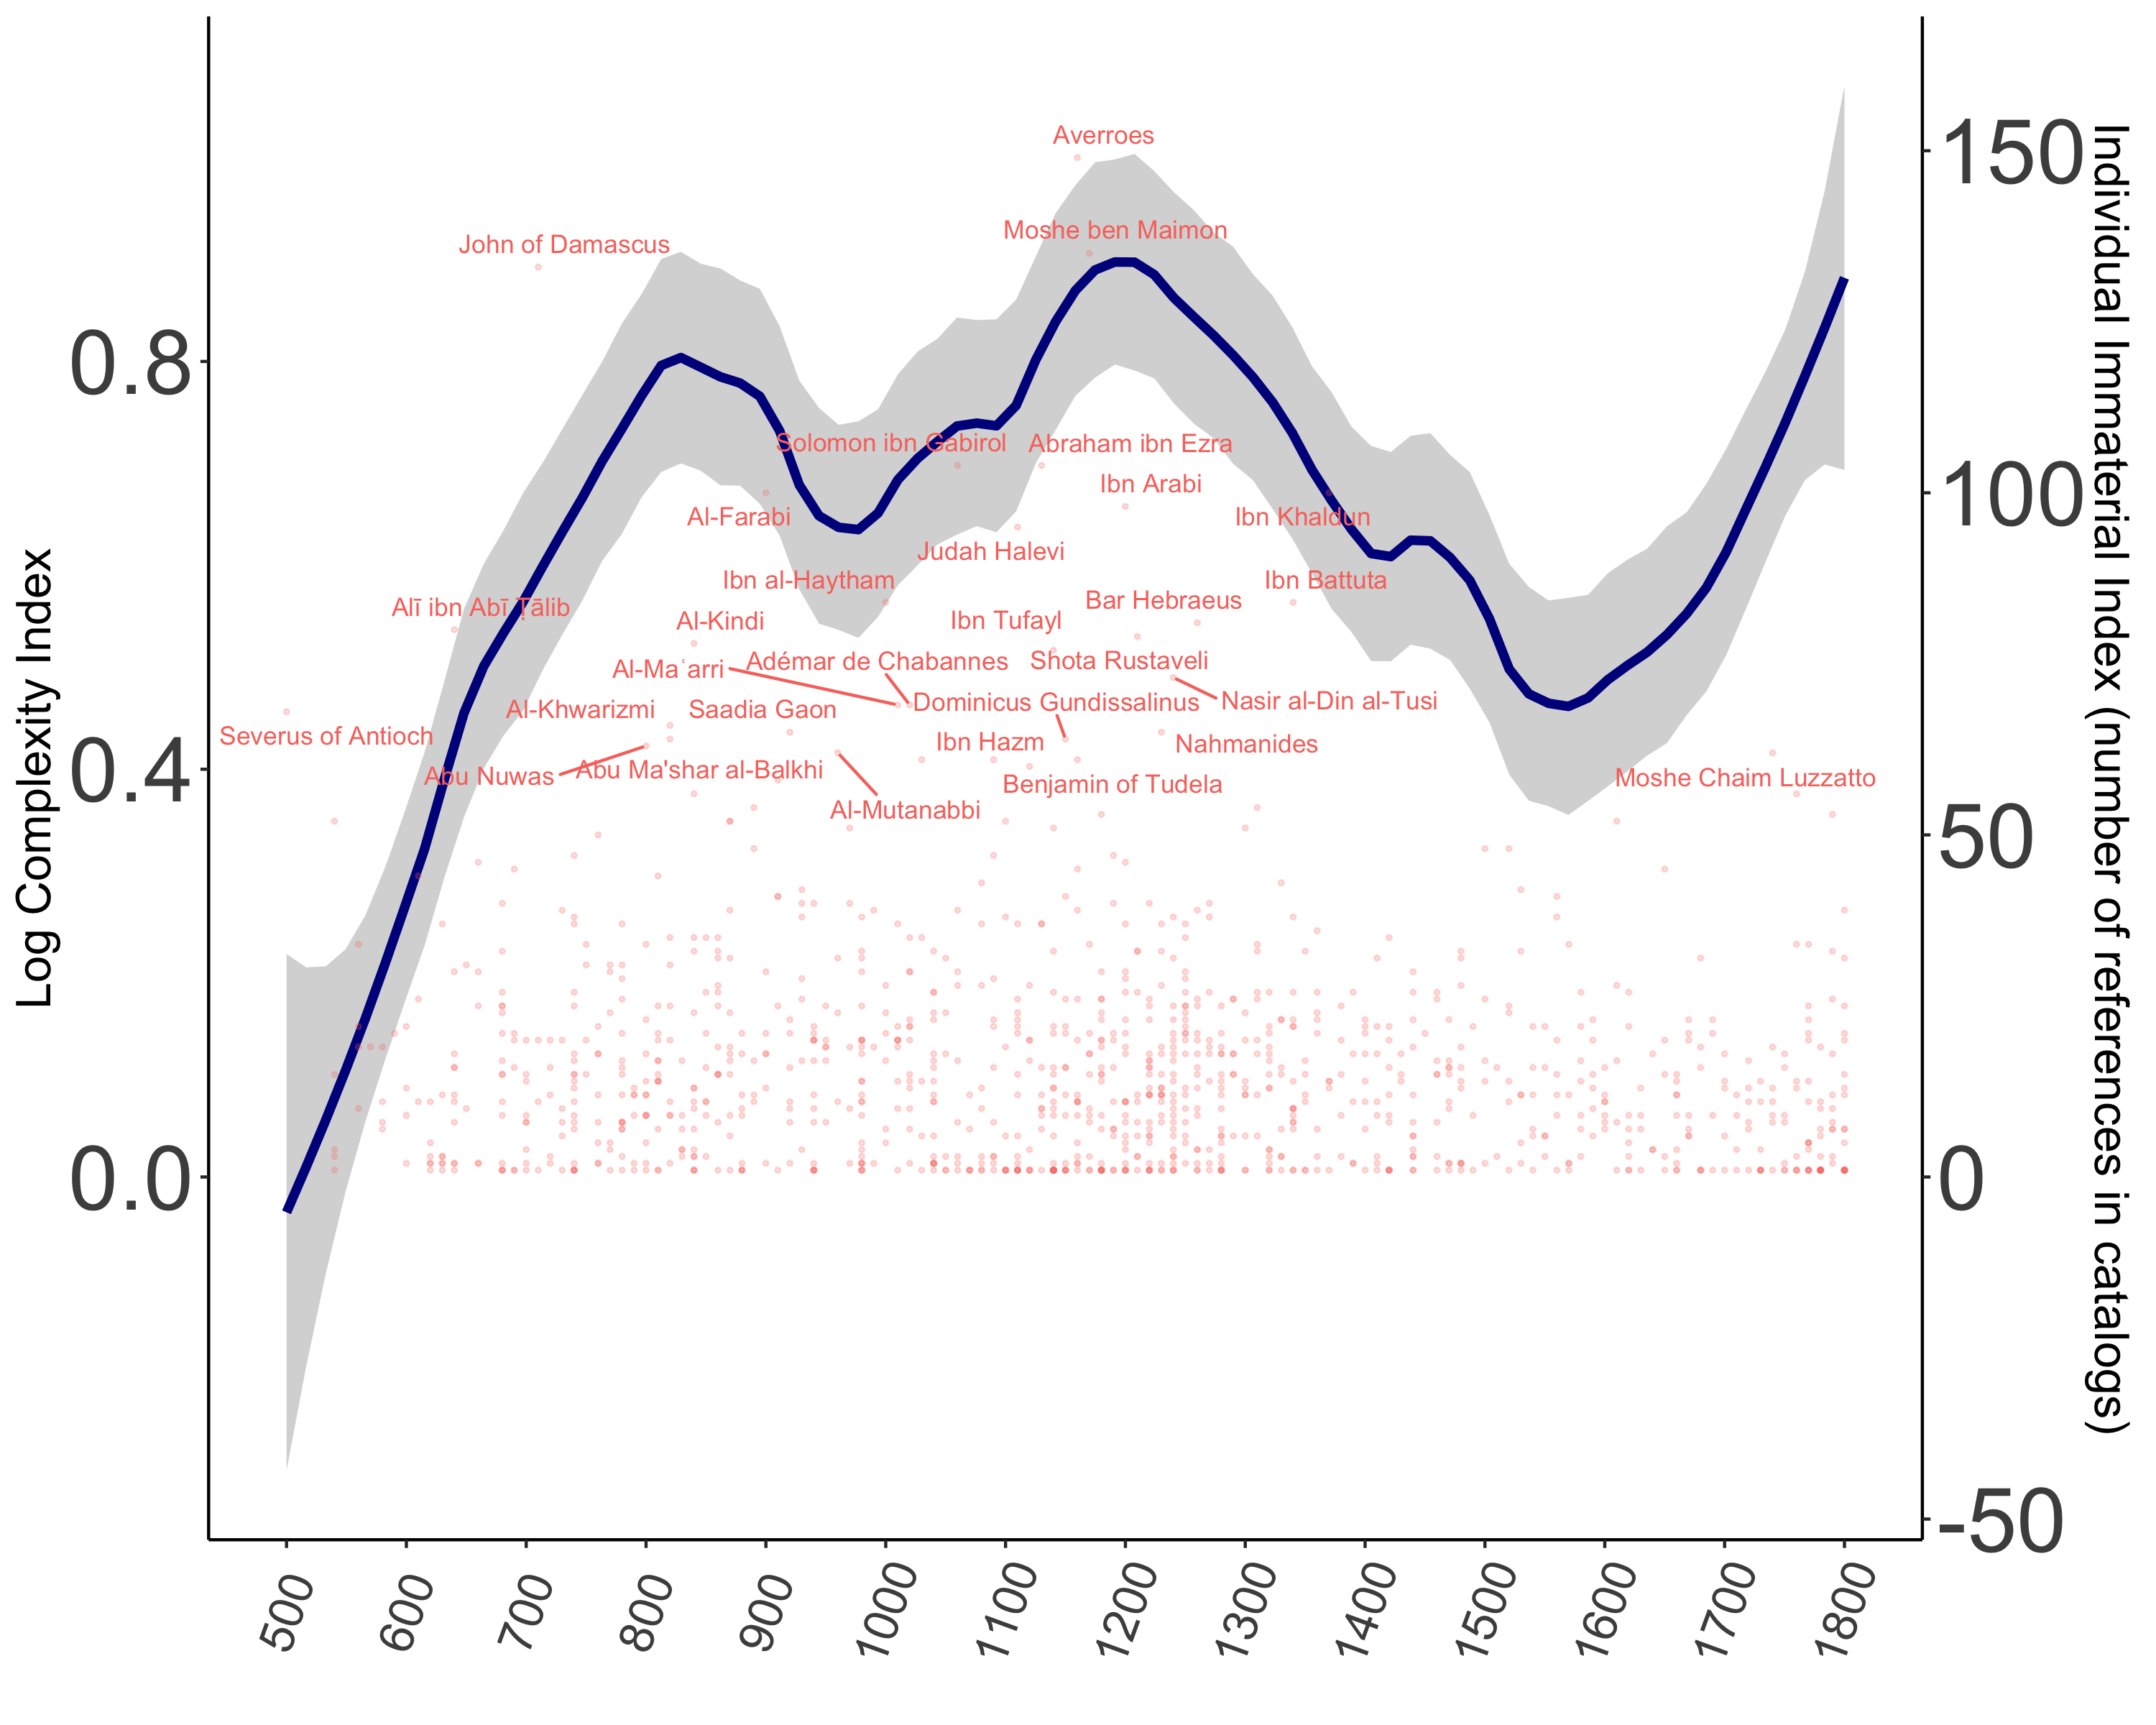 Averroes
Moshe ben Maimon
John of Damascus
Solomon ibn Gabirol
Abraham ibn Ezra
Ibn Arabi
Al-Farabi
Ibn Khaldun
Judah Halevi
Ibn al-Haytham
Ibn Battuta
Alī ibn Abī Ṭālib
Bar Hebraeus
Al-Kindi
Ibn Tufayl
Al-Maʿarri
Adémar de Chabannes
Shota Rustaveli
Al-Khwarizmi
Saadia Gaon
Dominicus Gundissalinus
Nasir al-Din al-Tusi
Severus of Antioch
Ibn Hazm
Nahmanides
Abu Nuwas
Abu Ma'shar al-Balkhi
Benjamin of Tudela
Moshe Chaim Luzzatto
Al-Mutanabbi
Log Complexity Index
0.8
0.4
0.0
Individual Immaterial Index (number of references in catalogs)
150
100
50
0
-50
500
600
700
800
900
1000
1100
1200
1300
1400
1500
1600
1700
1800